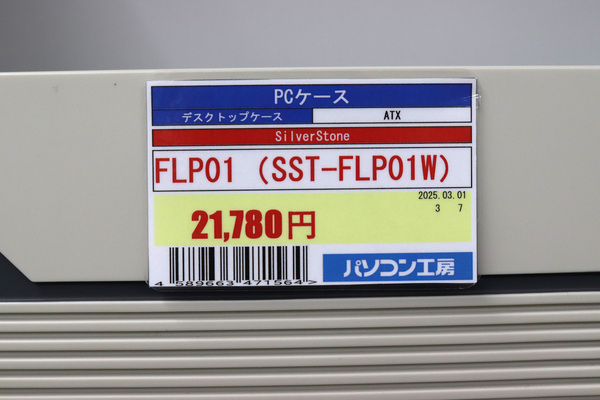 PCケース
デスクトップケース ATX
SilverStone
FLP01 (SST-FLP01W)
2025.03.01
3 7
21,780円
4 589663 471564>
パソコン工房